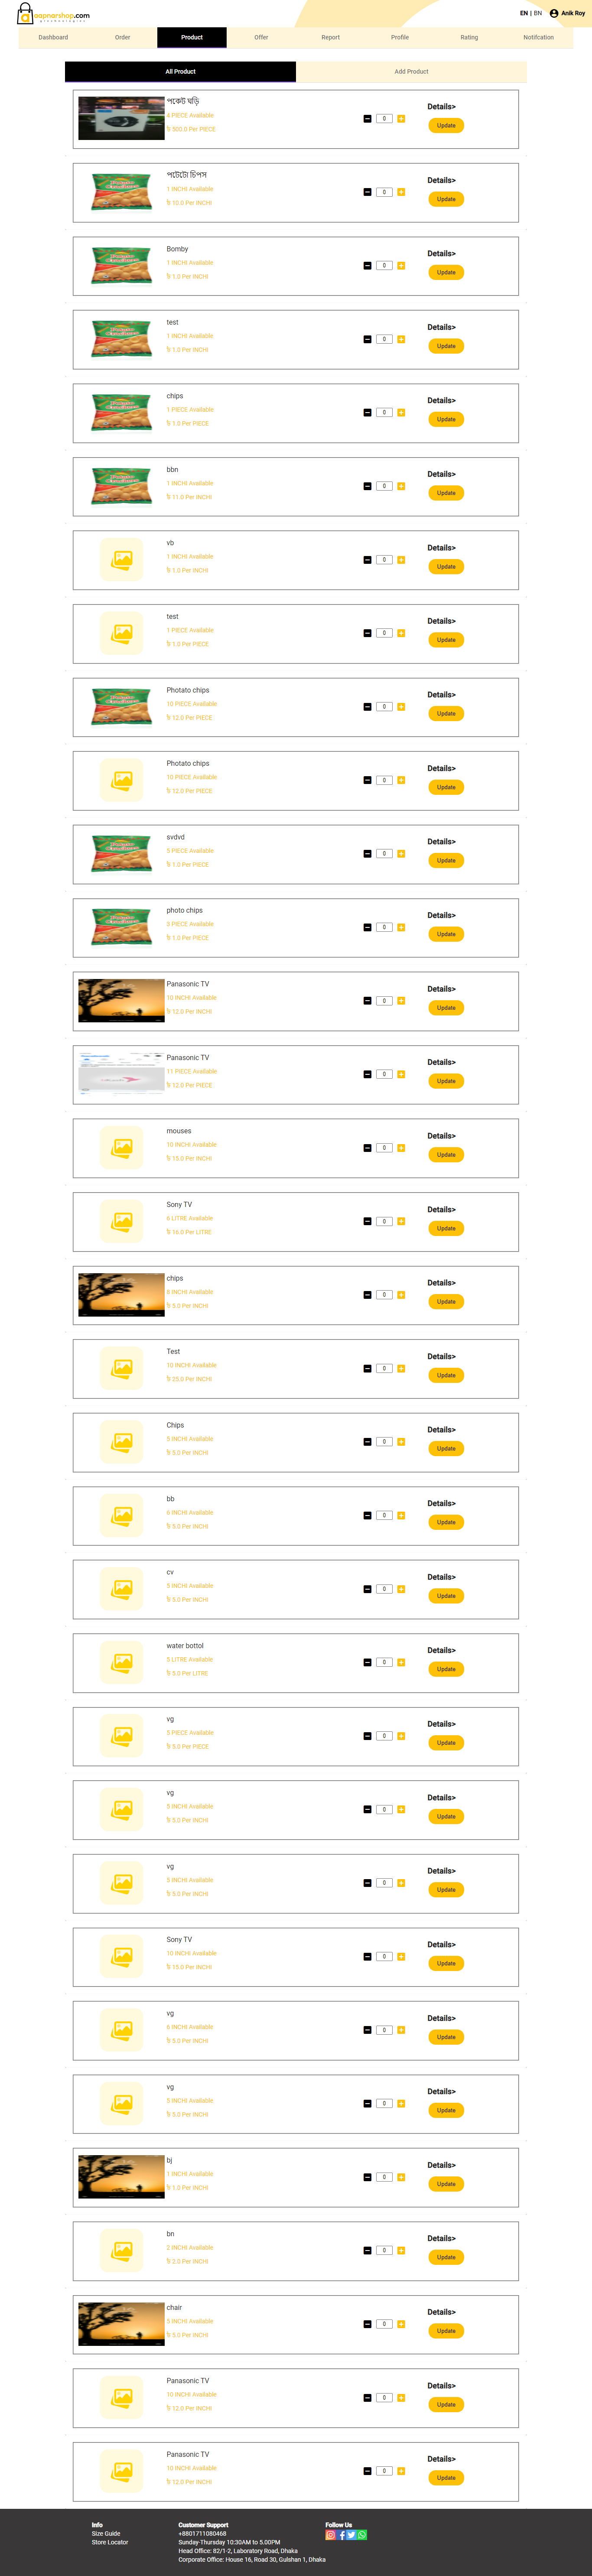 aapnarshop.com
EN | BN
Anik Roy
Dashboard
Order
Product
Offer
Report
Profile
Rating
Notifcation
All Product
Add Product
পকেট ঘড়ি
4 PIECE Available
৳ 500.0 Per PIECE
0
Details>
Update
পটেটো চিপস
1 INCHI Available
৳ 10.0 Per INCHI
0
Details>
Update
Bomby
1 INCHI Available
৳ 1.0 Per INCHI
0
Details>
Update
test
1 INCHI Available
৳ 1.0 Per INCHI
0
Details>
Update
chips
1 PIECE Available
৳ 1.0 Per PIECE
0
Details>
Update
bbn
1 INCHI Available
৳ 11.0 Per INCHI
0
Details>
Update
vb
1 INCHI Available
৳ 1.0 Per INCHI
0
Details>
Update
test
1 PIECE Available
৳ 1.0 Per PIECE
0
Details>
Update
Photato chips
10 PIECE Available
৳ 12.0 Per PIECE
0
Details>
Update
Photato chips
10 PIECE Available
৳ 12.0 Per PIECE
0
Details>
Update
svdvd
5 PIECE Available
৳ 1.0 Per PIECE
0
Details>
Update
photo chips
3 PIECE Available
৳ 1.0 Per PIECE
0
Details>
Update
Panasonic TV
10 INCHI Available
৳ 12.0 Per INCHI
0
Details>
Update
Panasonic TV
11 PIECE Available
৳ 12.0 Per PIECE
0
Details>
Update
mouses
10 INCHI Available
৳ 15.0 Per INCHI
0
Details>
Update
Sony TV
6 LITRE Available
৳ 16.0 Per LITRE
0
Details>
Update
chips
6 INCHI Available
৳ 5.0 Per INCHI
0
Details>
Update
Test
10 INCHI Available
৳ 25.0 Per INCHI
0
Details>
Update
Chips
5 INCHI Available
৳ 5.0 Per INCHI
0
Details>
Update
bb
6 INCHI Available
৳ 5.0 Per INCHI
0
Details>
Update
cv
5 INCHI Available
৳ 5.0 Per INCHI
0
Details>
Update
water bottol
5 LITRE Available
৳ 5.0 Per LITRE
0
Details>
Update
vg
5 PIECE Available
৳ 5.0 Per PIECE
0
Details>
Update
vg
5 INCHI Available
৳ 5.0 Per INCHI
0
Details>
Update
vg
5 INCHI Available
৳ 5.0 Per INCHI
0
Details>
Update
Sony TV
10 INCHI Available
৳ 15.0 Per INCHI
0
Details>
Update
vg
6 INCHI Available
৳ 5.0 Per INCHI
0
Details>
Update
vg
5 INCHI Available
৳ 5.0 Per INCHI
0
Details>
Update
bj
1 INCHI Available
৳ 1.0 Per INCHI
0
Details>
Update
bn
2 INCHI Available
৳ 2.0 Per INCHI
0
Details>
Update
chair
5 INCHI Available
৳ 5.0 Per INCHI
0
Details>
Update
Panasonic TV
10 INCHI Available
৳ 12.0 Per INCHI
0
Details>
Update
Panasonic TV
10 INCHI Available
৳ 12.0 Per INCHI
0
Details>
Update
Info
Size Guide
Store Locator
Customer Support
+8801711080468
Sunday-Thursday 10:30AM to 5.00PM
Head Office: 82/1-2, Laboratory Road, Dhaka
Corporate Office: House 16, Road 30, Gulshan 1, Dhaka
Follow Us